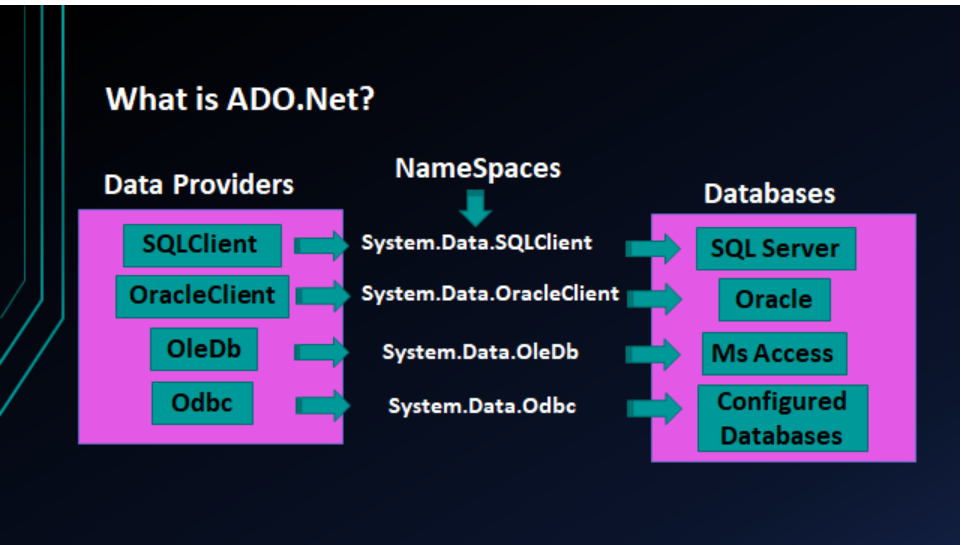 What is ADO.Net?
NameSpaces
Data Providers
Databases
SQLClient
System.Data.SQLClient
SQL Server
OracleClient
System.Data.OracleClient
Oracle
OleDb
System.Data.OleDb
Ms Access
Odbc
System.Data.Odbc
Configured
Databases